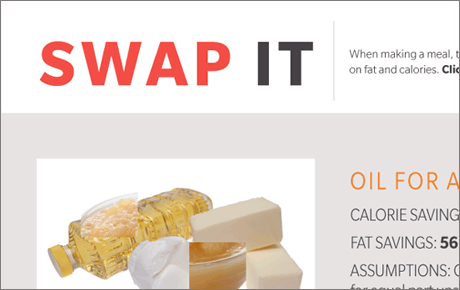 SWAP IT
When making a meal, t
on fat and calories. Clic
OIL FOR A
CALORIE SAVING
FAT SAVINGS: 56
ASSUMPTIONS:
for equal part uns